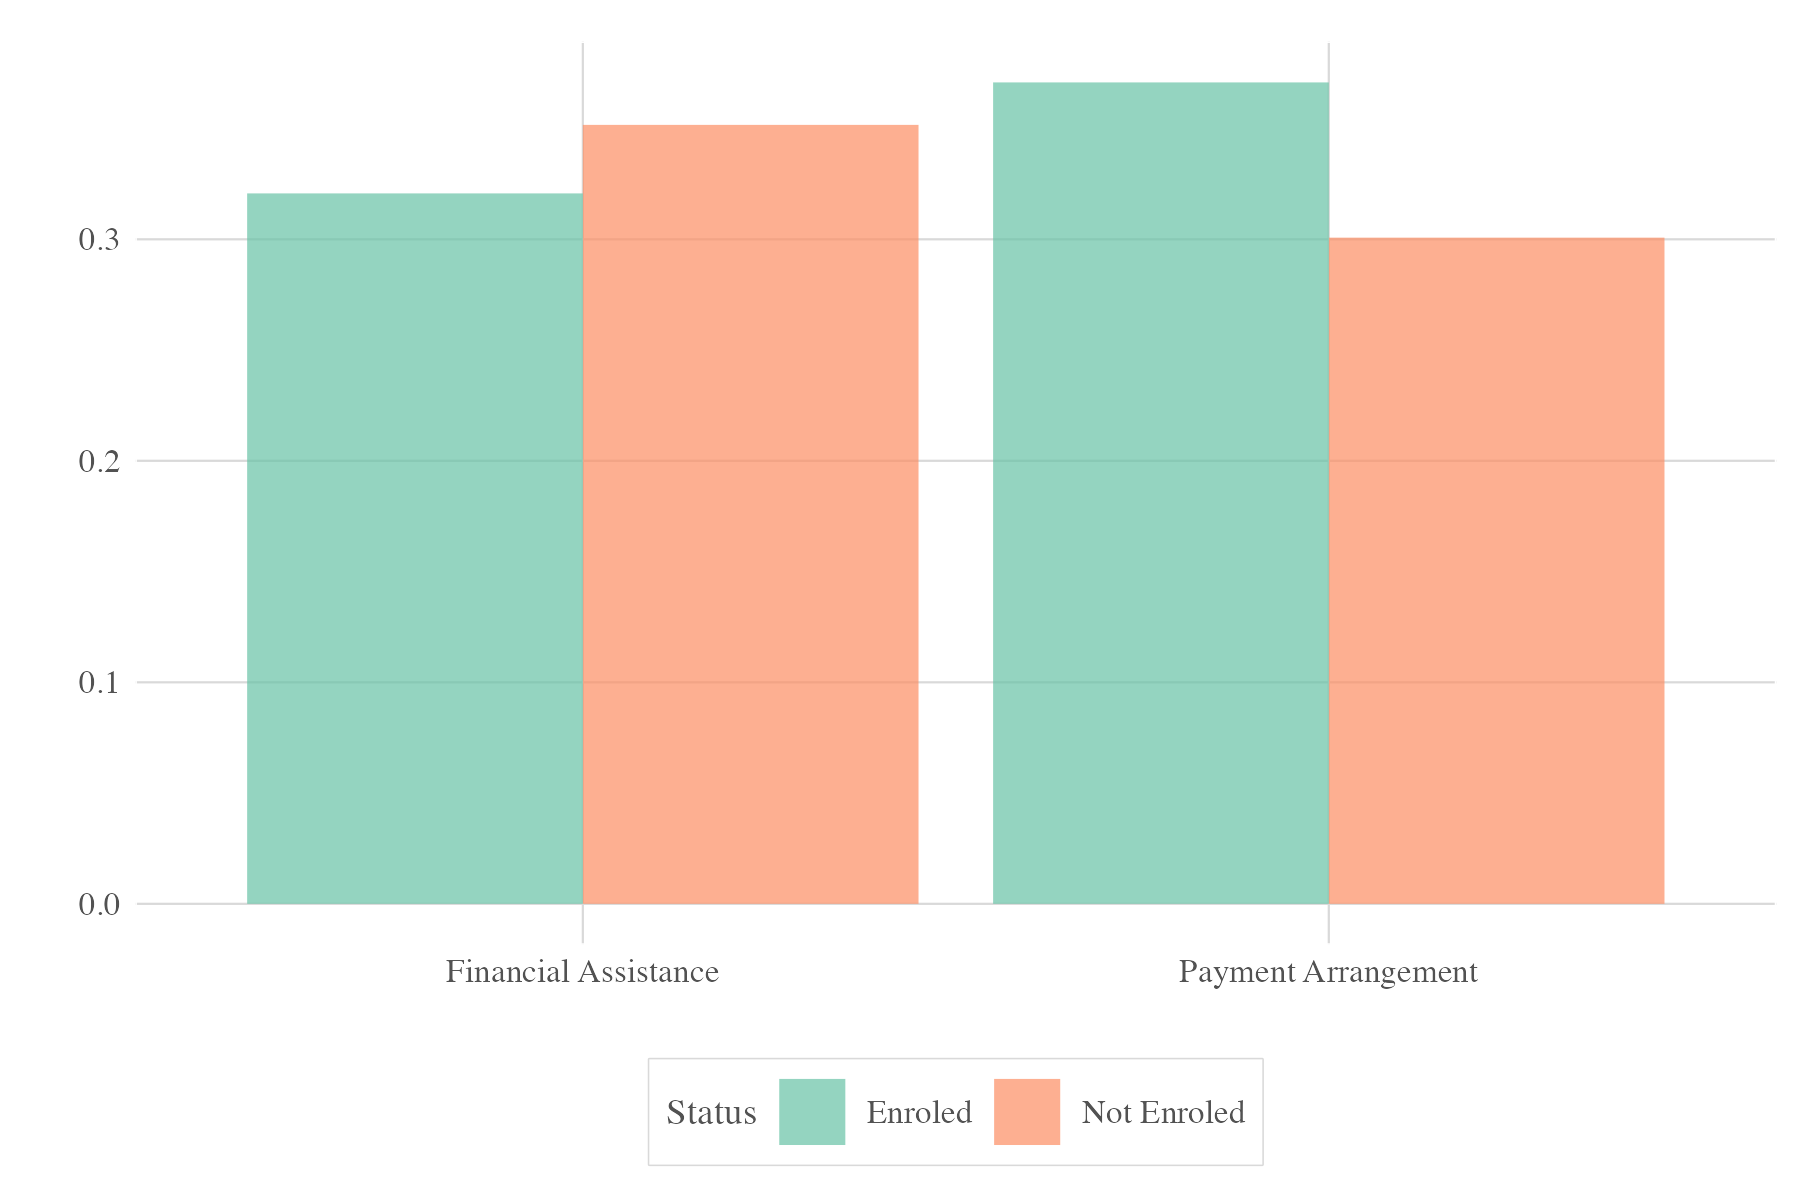 0.3
0.2
0.1
0.0
Financial Assistance
Payment Arrangement
Status Enroled Not Enroled